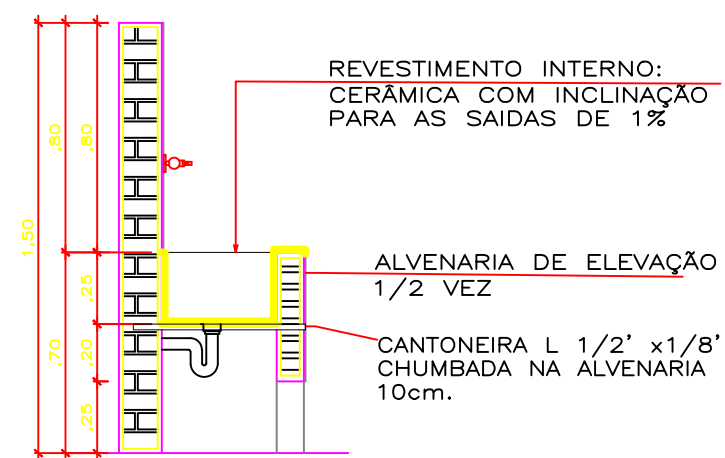 REVESTIMENTO INTERNO:
CERÂMICA COM INCLINAÇÃO
PARA AS SAIDAS DE 1%
ALVENARIA DE ELEVAÇÃO
1/2 VEZ
CANTONEIRA L 1/2' x1/8'
CHUMBADA NA ALVENARIA
10cm.
1,50
,80
,70
,80
,25
,20
,25